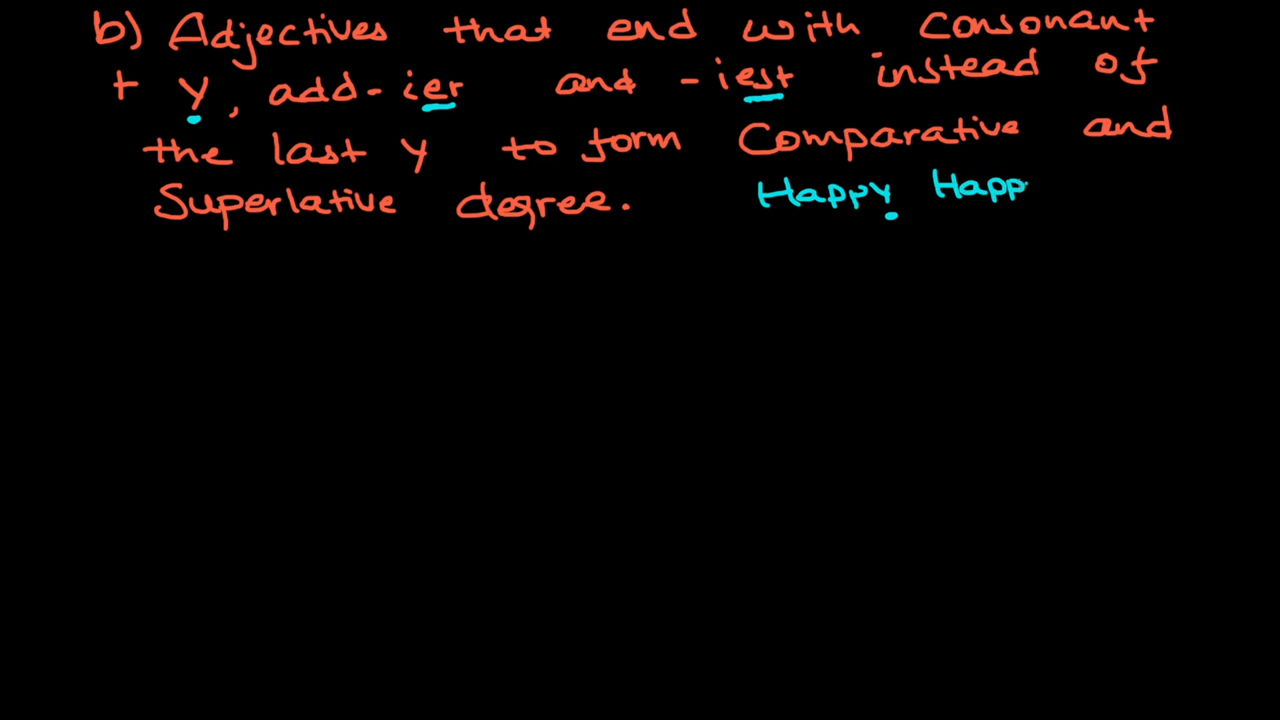 b) Adjectives that end with consonant
+ y, add -ier and -iest instead of
the last y to form Comparative and
Superlative degree. Happy Happ